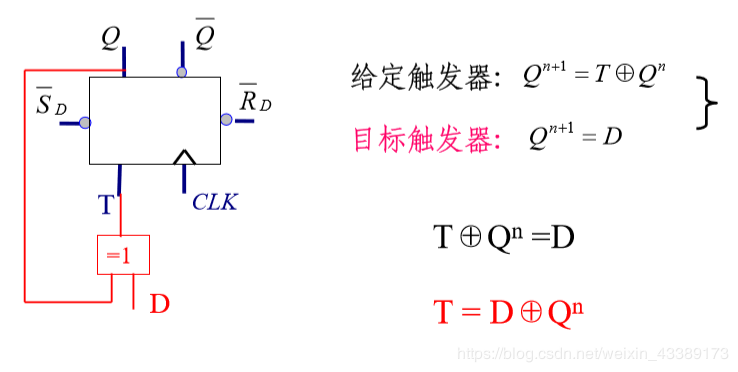 Q Q̅
S̅D R̅D
T CLK
=1
D
给定触发器: Qⁿ⁺¹ = T ⊕ Qⁿ
目标触发器: Qⁿ⁺¹ = D
}
T ⊕ Qⁿ =D
T = D ⊕ Qⁿ
https://blog.csdn.net/weixin_43389173